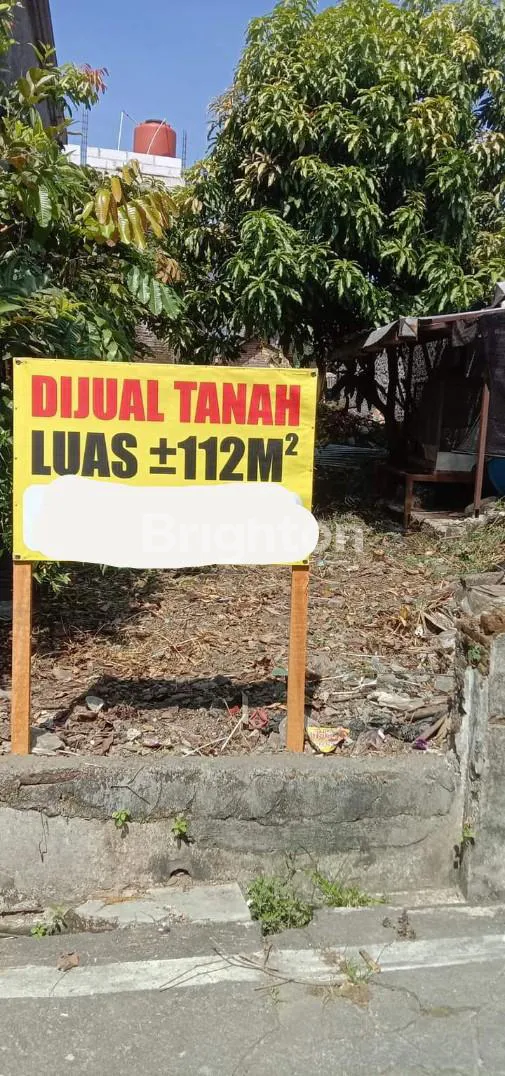 DIJUAL TANAH
LUAS ±112M²
Brighton